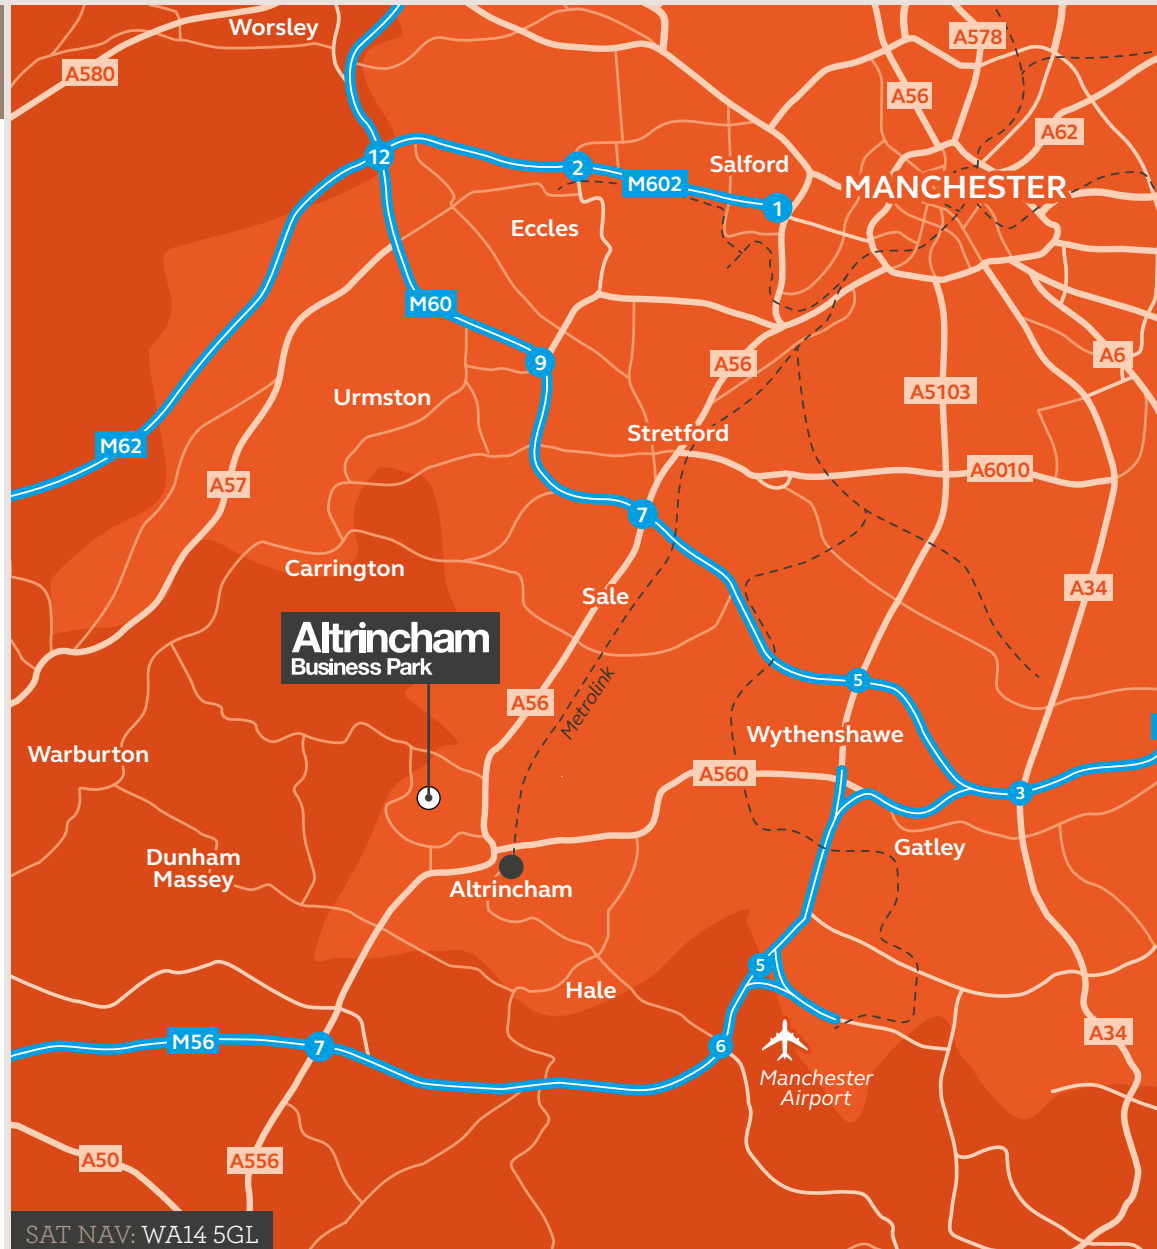 Worsley
A580
A578
A56
A62
12
2
M602
Salford
MANCHESTER
1
Eccles
M60
9
A56
A6
Urmston
A5103
M62
Stretford
A57
A6010
7
Carrington
Sale
A34
Altrincham
Business Park
Metrolink
5
A56
Warburton
Wythenshawe
A560
3
Dunham
Massey
Gatley
Altrincham
5
Hale
M56
7
6
A34
Manchester
Airport
A50
A556
SAT NAV: WA14 5GL